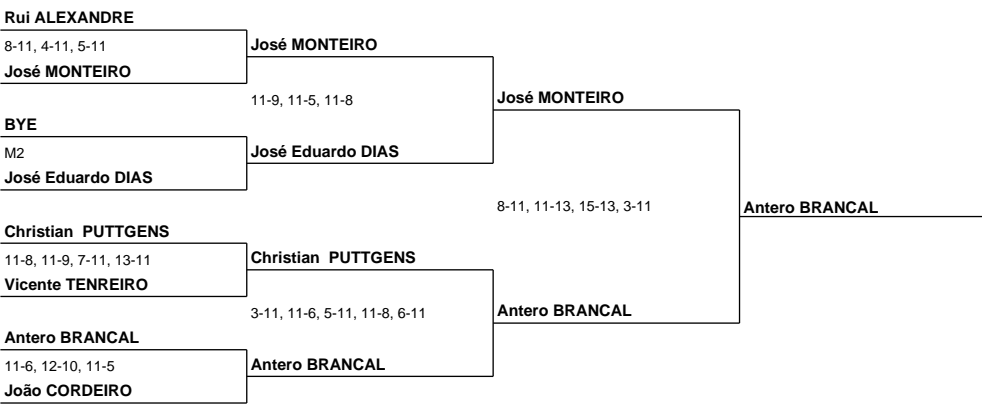 Rui ALEXANDRE
8-11, 4-11, 5-11
José MONTEIRO
José MONTEIRO
11-9, 11-5, 11-8
José MONTEIRO
BYE
M2
José Eduardo DIAS
José Eduardo DIAS
8-11, 11-13, 15-13, 3-11
Antero BRANCAL
Christian  PUTTGENS
11-8, 11-9, 7-11, 13-11
Christian  PUTTGENS
Vicente TENREIRO
3-11, 11-6, 5-11, 11-8, 6-11
Antero BRANCAL
Antero BRANCAL
11-6, 12-10, 11-5
Antero BRANCAL
João CORDEIRO